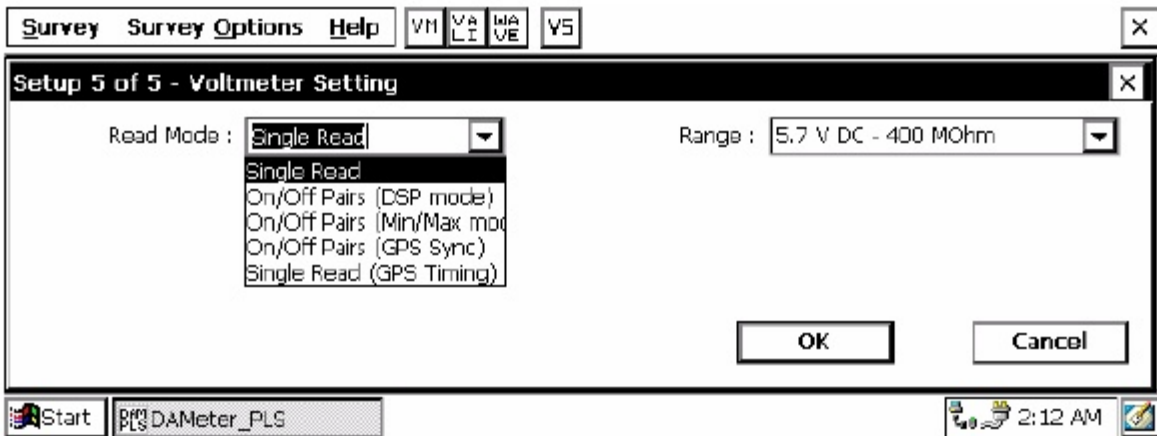 Survey Survey Options Help VM VA LI WA VE VS
Setup 5 of 5 - Voltmeter Setting
Read Mode : Single Read Range : 5.7 V DC - 400 MOhm
Single Read
On/Off Pairs (DSP mode)
On/Off Pairs (Min/Max mod
On/Off Pairs (GPS Sync)
Single Read (GPS Timing)
OK Cancel
Start DAMeter_PLS 2:12 AM